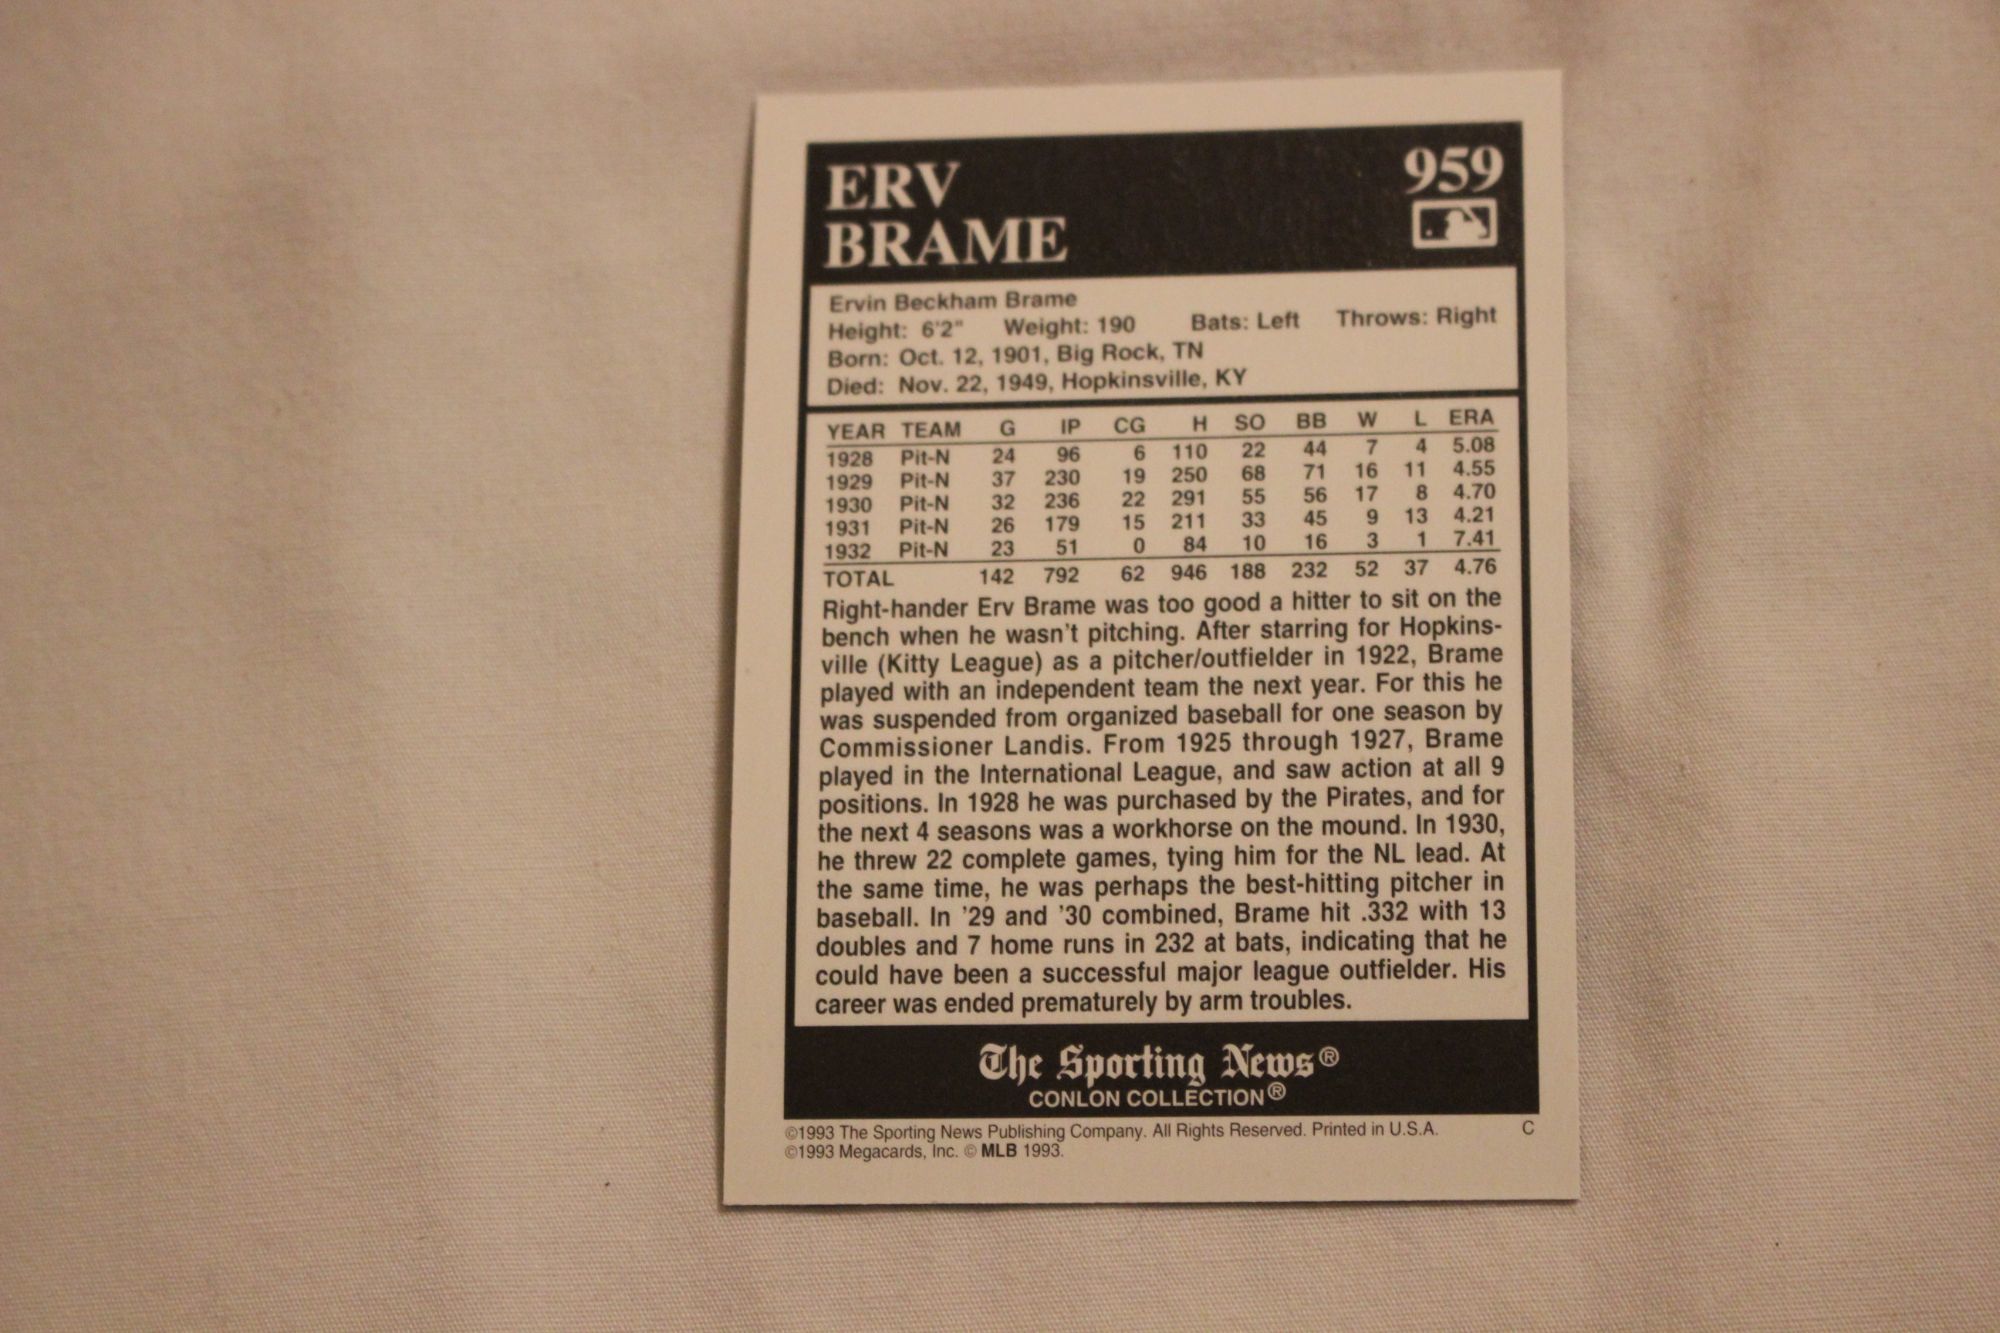 ERV
BRAME
959
Ervin Beckham Brame
Height: 6'2" Weight: 190 Bats: Left Throws: Right
Born: Oct. 12, 1901, Big Rock, TN
Died: Nov. 22, 1949, Hopkinsville, KY
YEAR TEAM G IP CG H SO BB W L ERA
1928 Pit-N 24 96 6 110 22 44 7 4 5.08
1929 Pit-N 37 230 19 250 68 71 16 11 4.55
1930 Pit-N 32 236 22 291 55 56 17 8 4.70
1931 Pit-N 26 179 15 211 33 45 9 13 4.21
1932 Pit-N 23 51 0 84 10 16 3 1 7.41
TOTAL 142 792 62 946 188 232 52 37 4.76
Right-hander Erv Brame was too good a hitter to sit on the
bench when he wasn't pitching. After starring for Hopkins-
ville (Kitty League) as a pitcher/outfielder in 1922, Brame
played with an independent team the next year. For this he
was suspended from organized baseball for one season by
Commissioner Landis. From 1925 through 1927, Brame
played in the International League, and saw action at all 9
positions. In 1928 he was purchased by the Pirates, and for
the next 4 seasons was a workhorse on the mound. In 1930,
he threw 22 complete games, tying him for the NL lead. At
the same time, he was perhaps the best-hitting pitcher in
baseball. In '29 and '30 combined, Brame hit .332 with 13
doubles and 7 home runs in 232 at bats, indicating that he
could have been a successful major league outfielder. His
career was ended prematurely by arm troubles.
The Sporting News®
CONLON COLLECTION®
©1993 The Sporting News Publishing Company. All Rights Reserved. Printed in U.S.A. C
©1993 Megacards, Inc. © MLB 1993.